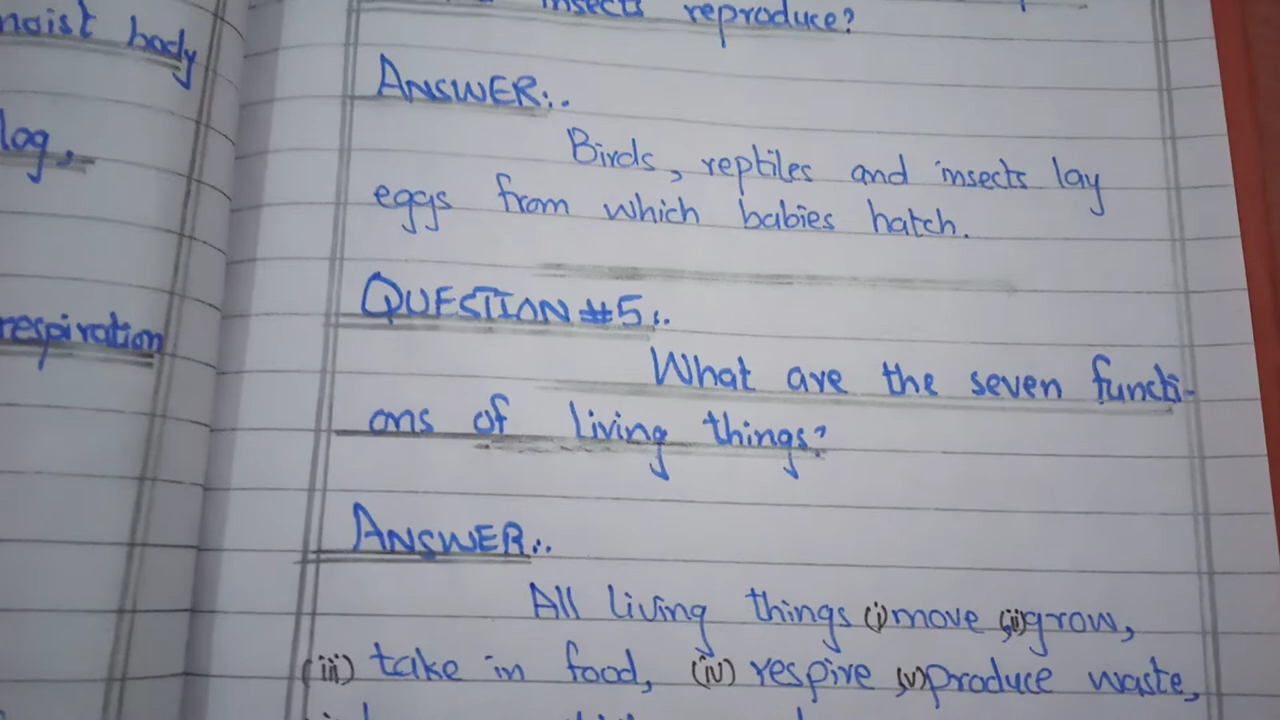 moist body
log,
respiration
insects reproduce?
ANSWER:.
Birds, reptiles and insects lay
eggs from which babies hatch.
QUESTION #5:.
What are the seven functi-
ons of living things?
ANSWER:.
All living things (i) move (ii) grow,
(iii) take in food, (iv) respire (v) produce waste,